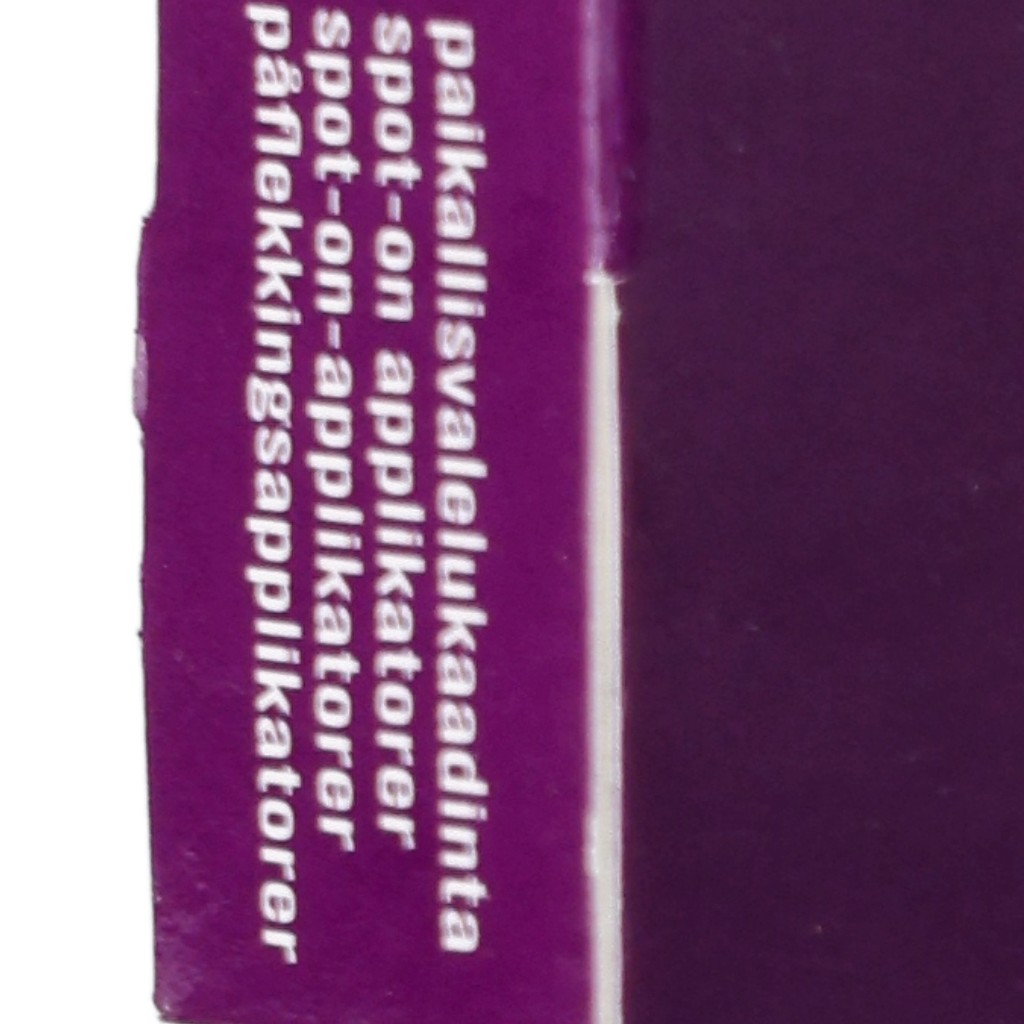 paikallisvalelukaadinta
spot-on applikatorer
spot-on-applikatorer
påflekkingsapplikatorer